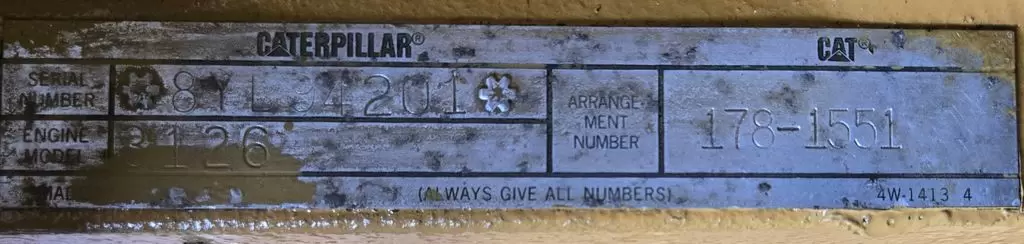 CATERPILLAR® CAT®
SERIAL NUMBER 8YL94201
ENGINE MODEL 3126
ARRANGE-
MENT
NUMBER
178-1551
(ALWAYS GIVE ALL NUMBERS) 4W-1413 4